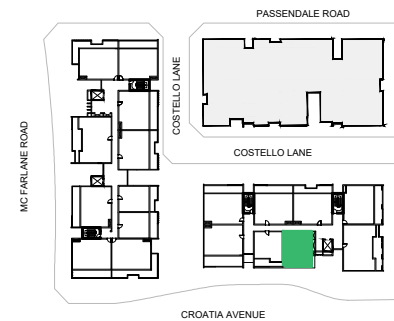 PASSENDALE ROAD
COSTELLO LANE
MC FARLANE ROAD
COSTELLO LANE
CROATIA AVENUE